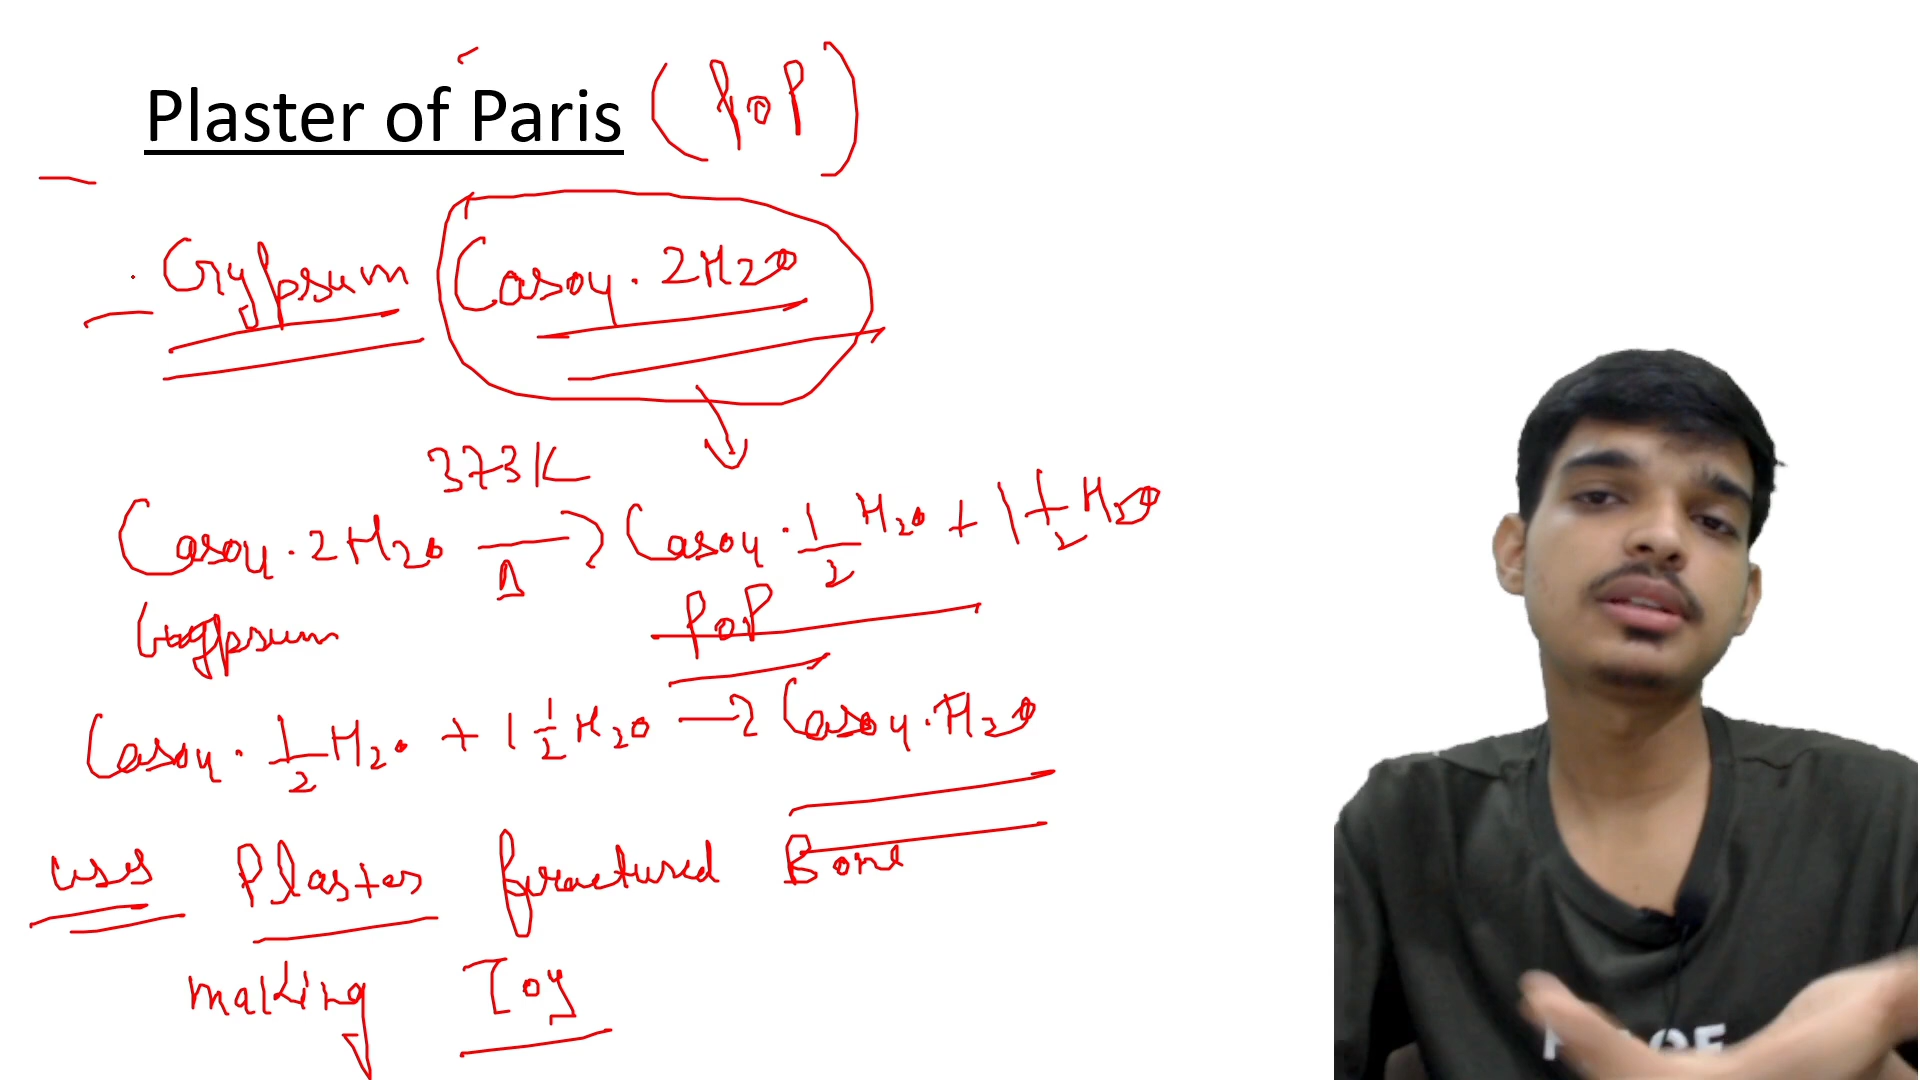 Plaster of Paris (PoP)
Gypsum CaSO4 · 2H2O
373K
CaSO4 · 2H2O → CaSO4 · 1/2 H2O + 1 1/2 H2O
Δ
Gypsum PoP
CaSO4 · 1/2 H2O + 1 1/2 H2O → CaSO4 · H2O
uses Plaster fractured Bone
making Toy